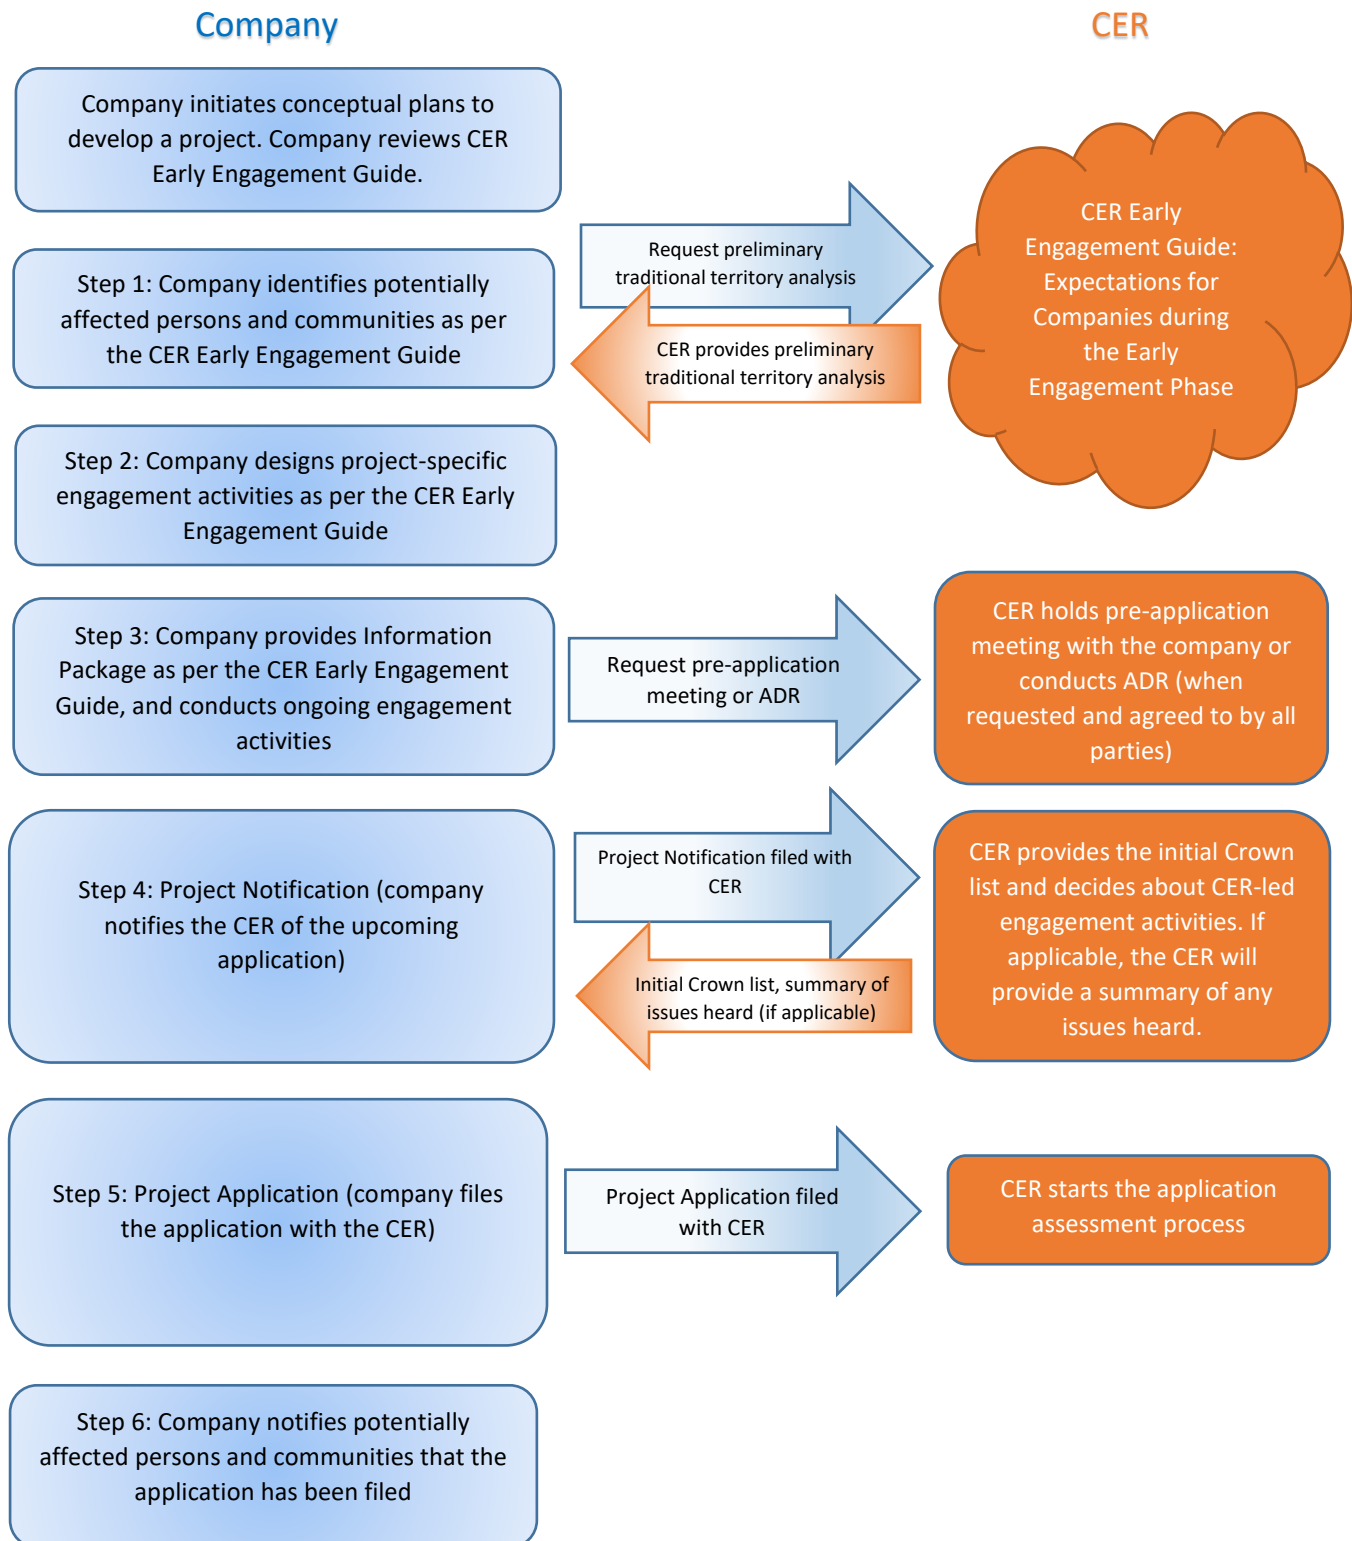 Company
CER
Company initiates conceptual plans to
develop a project. Company reviews CER
Early Engagement Guide.
Request preliminary
traditional territory analysis
CER Early
Engagement Guide:
Expectations for
Companies during
the Early
Engagement Phase
Step 1: Company identifies potentially
affected persons and communities as per
the CER Early Engagement Guide
CER provides preliminary
traditional territory analysis
Step 2: Company designs project-specific
engagement activities as per the CER Early
Engagement Guide
Step 3: Company provides Information
Package as per the CER Early Engagement
Guide, and conducts ongoing engagement
activities
Request pre-application
meeting or ADR
CER holds pre-application
meeting with the company or
conducts ADR (when
requested and agreed to by all
parties)
Step 4: Project Notification (company
notifies the CER of the upcoming
application)
Project Notification filed with
CER
Initial Crown list, summary of
issues heard (if applicable)
CER provides the initial Crown
list and decides about CER-led
engagement activities. If
applicable, the CER will
provide a summary of any
issues heard.
Step 5: Project Application (company files
the application with the CER)
Project Application filed
with CER
CER starts the application
assessment process
Step 6: Company notifies potentially
affected persons and communities that the
application has been filed